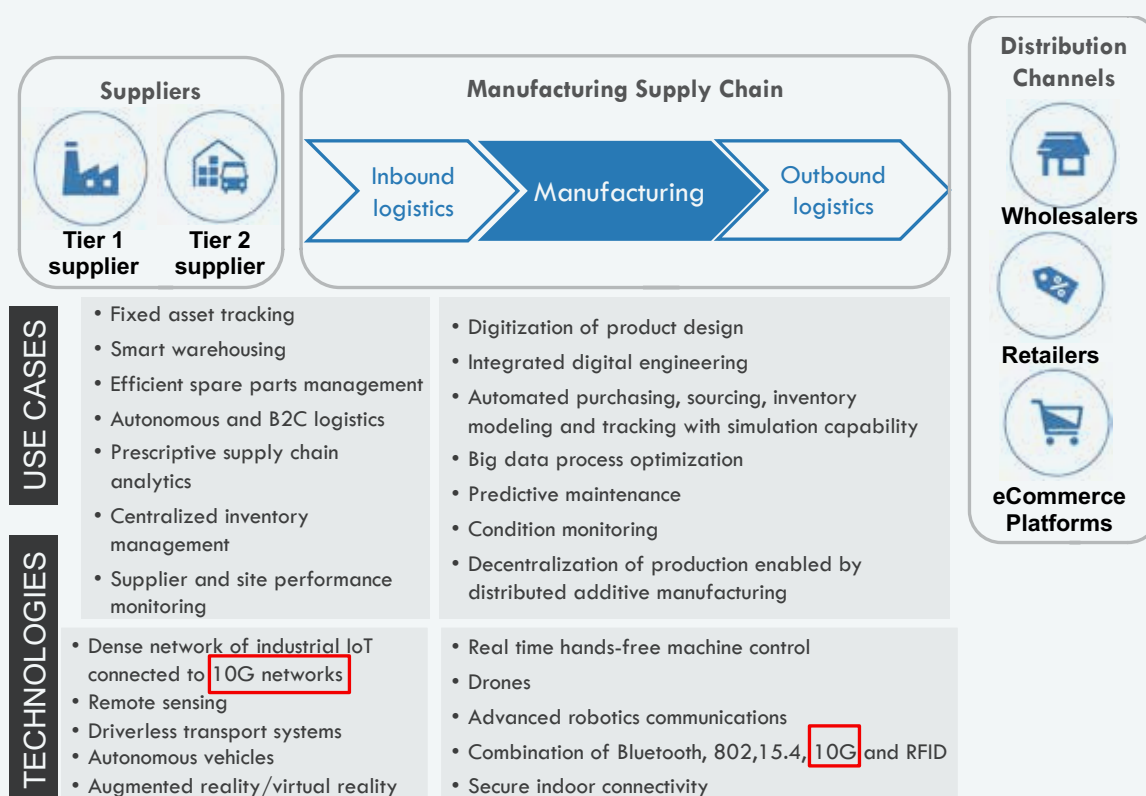 Suppliers
Tier 1
supplier
Tier 2
supplier
Manufacturing Supply Chain
Inbound
logistics
Manufacturing
Outbound
logistics
Distribution
Channels
Wholesalers
Retailers
eCommerce
Platforms
USE CASES
• Fixed asset tracking
• Smart warehousing
• Efficient spare parts management
• Autonomous and B2C logistics
• Prescriptive supply chain
analytics
• Centralized inventory
management
• Supplier and site performance
monitoring
• Digitization of product design
• Integrated digital engineering
• Automated purchasing, sourcing, inventory
modeling and tracking with simulation capability
• Big data process optimization
• Predictive maintenance
• Condition monitoring
• Decentralization of production enabled by
distributed additive manufacturing
TECHNOLOGIES
• Dense network of industrial IoT
connected to 10G networks
• Remote sensing
• Driverless transport systems
• Autonomous vehicles
• Augmented reality/virtual reality
• Real time hands-free machine control
• Drones
• Advanced robotics communications
• Combination of Bluetooth, 802,15.4, 10G and RFID
• Secure indoor connectivity